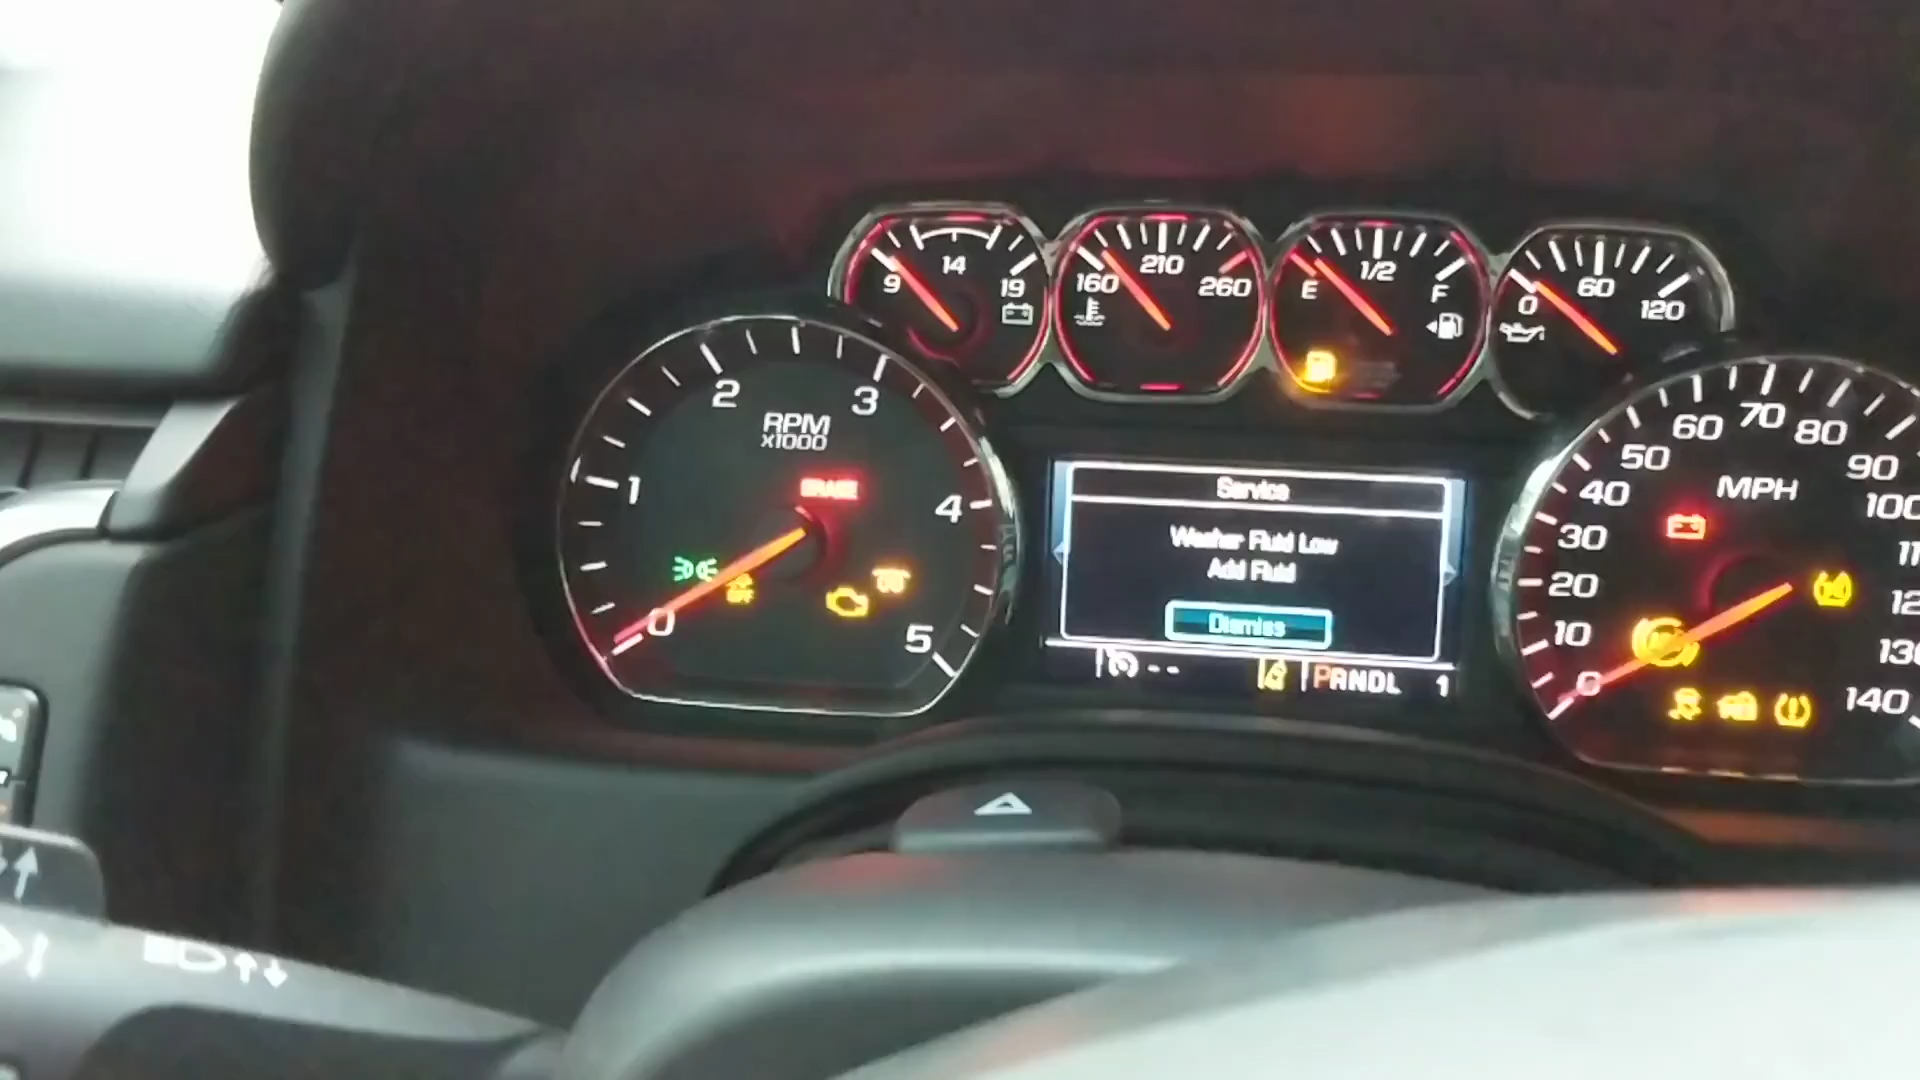 9 14 19
160 210 260
E 1/2 F
0 60 120
0 1 2 3 4 5
RPM
x1000
BRAKE
Service
Washer Fluid Low
Add Fluid
Dismiss
--
PRNDL 1
0 10 20 30 40 50 60 70 80 90 100
130
140
MPH
ABS